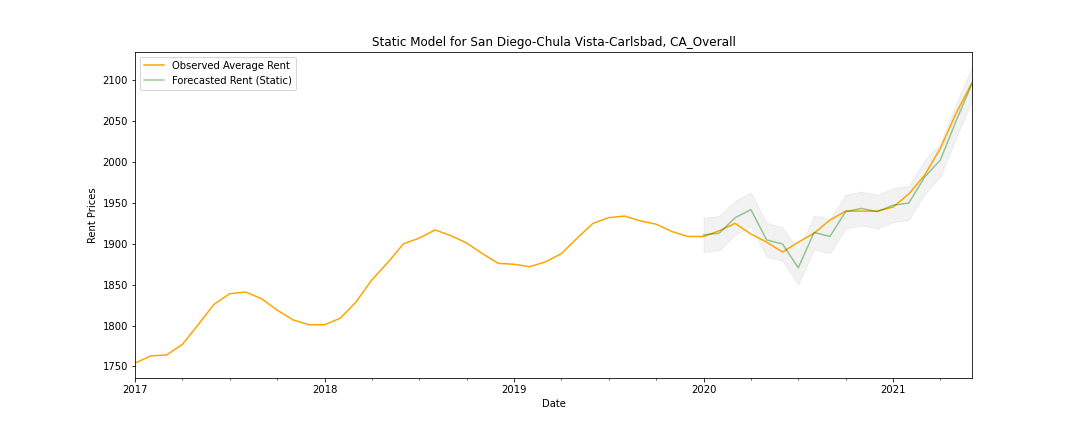 Static Model for San Diego-Chula Vista-Carlsbad, CA_Overall
Observed Average Rent
Forecasted Rent (Static)
2100
2050
2000
1950
1900
1850
1800
1750
Rent Prices
2017
2018
2019
2020
2021
Date